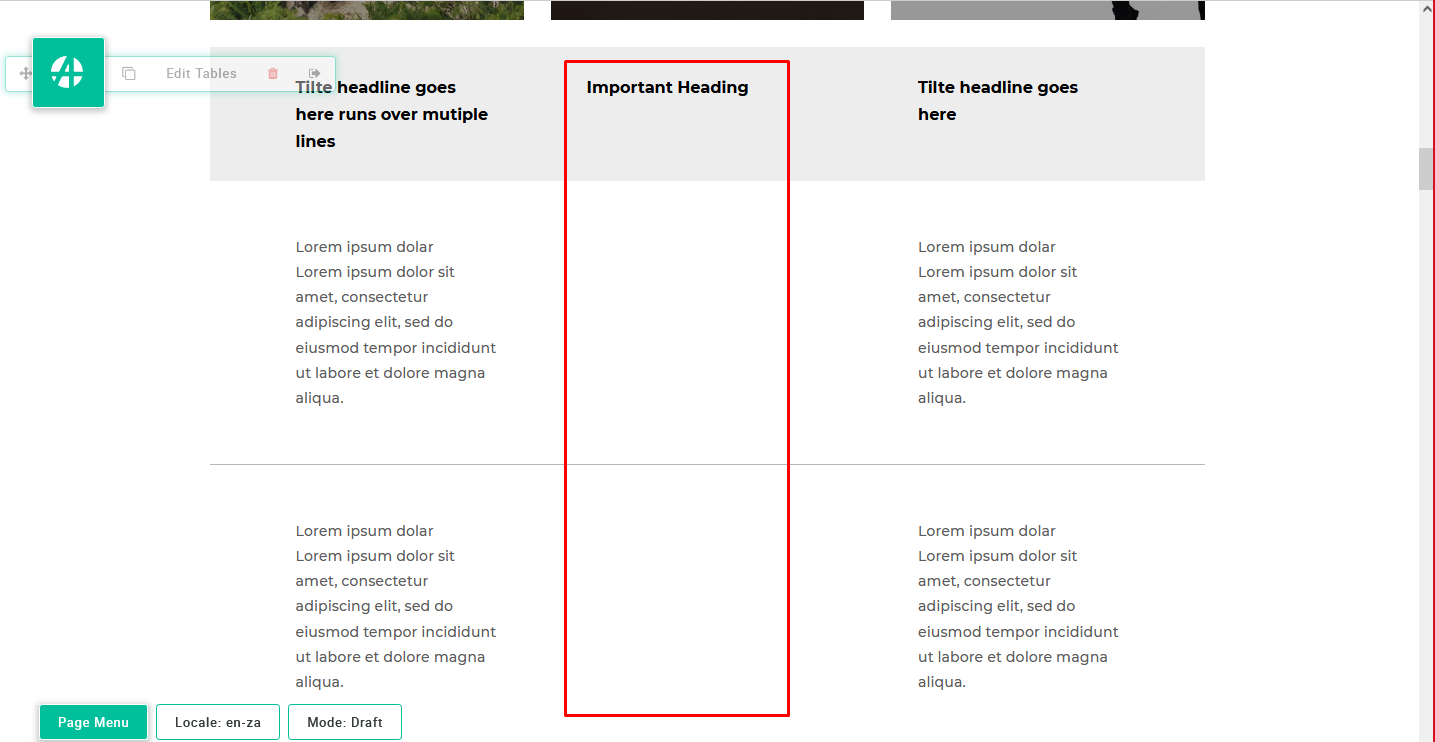 Edit Tables
Tilte headline goes
here runs over mutiple
lines
Important Heading
Tilte headline goes
here
Lorem ipsum dolar
Lorem ipsum dolor sit
amet, consectetur
adipiscing elit, sed do
eiusmod tempor incididunt
ut labore et dolore magna
aliqua.
Lorem ipsum dolar
Lorem ipsum dolor sit
amet, consectetur
adipiscing elit, sed do
eiusmod tempor incididunt
ut labore et dolore magna
aliqua.
Lorem ipsum dolar
Lorem ipsum dolor sit
amet, consectetur
adipiscing elit, sed do
eiusmod tempor incididunt
ut labore et dolore magna
aliqua.
Lorem ipsum dolar
Lorem ipsum dolor sit
amet, consectetur
adipiscing elit, sed do
eiusmod tempor incididunt
ut labore et dolore magna
aliqua.
Page Menu
Locale: en-za
Mode: Draft